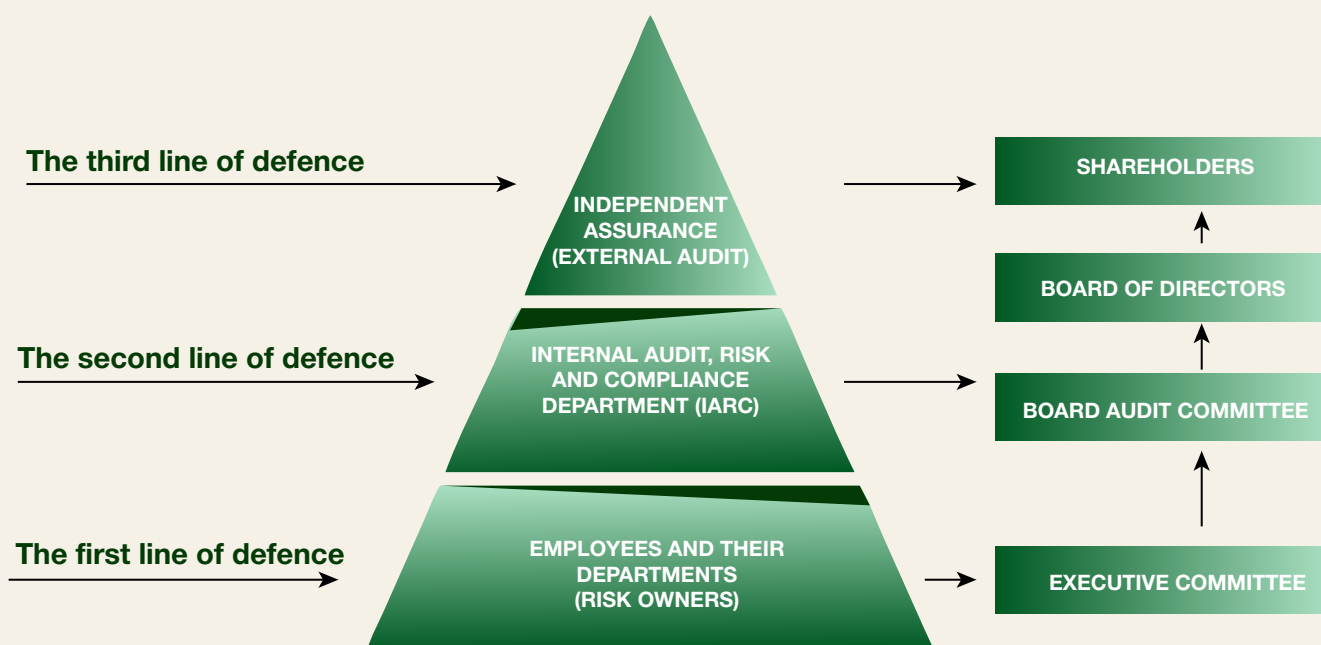 The third line of defence
INDEPENDENT
ASSURANCE
(EXTERNAL AUDIT)
SHAREHOLDERS
BOARD OF DIRECTORS
The second line of defence
INTERNAL AUDIT, RISK
AND COMPLIANCE
DEPARTMENT (IARC)
BOARD AUDIT COMMITTEE
The first line of defence
EMPLOYEES AND THEIR
DEPARTMENTS
(RISK OWNERS)
EXECUTIVE COMMITTEE